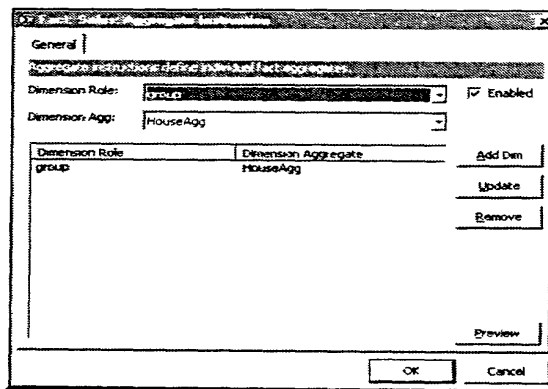 General
Aggregate instructions define individual fact aggregates
Dimension Role: group Enabled
Dimension Agg: HouseAgg
Dimension Role Dimension Aggregate Add Dim
group HouseAgg
Update
Remove
Preview
OK Cancel